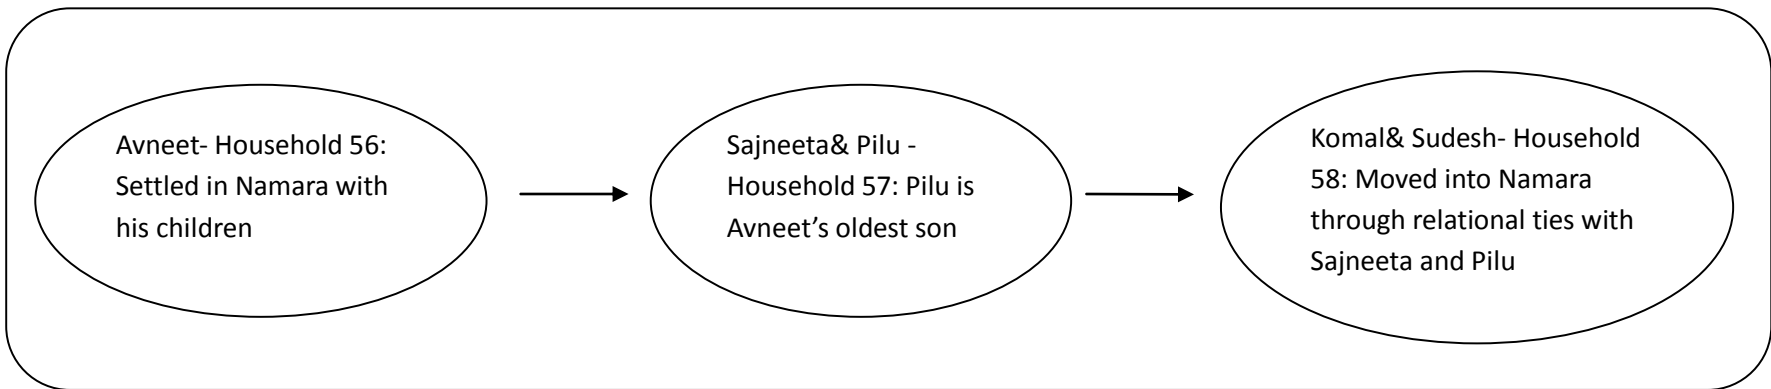 Avneet- Household 56:
Settled in Namara with
his children
Sajneeta& Pilu -
Household 57: Pilu is
Avneet’s oldest son
Komal& Sudesh- Household
58: Moved into Namara
through relational ties with
Sajneeta and Pilu